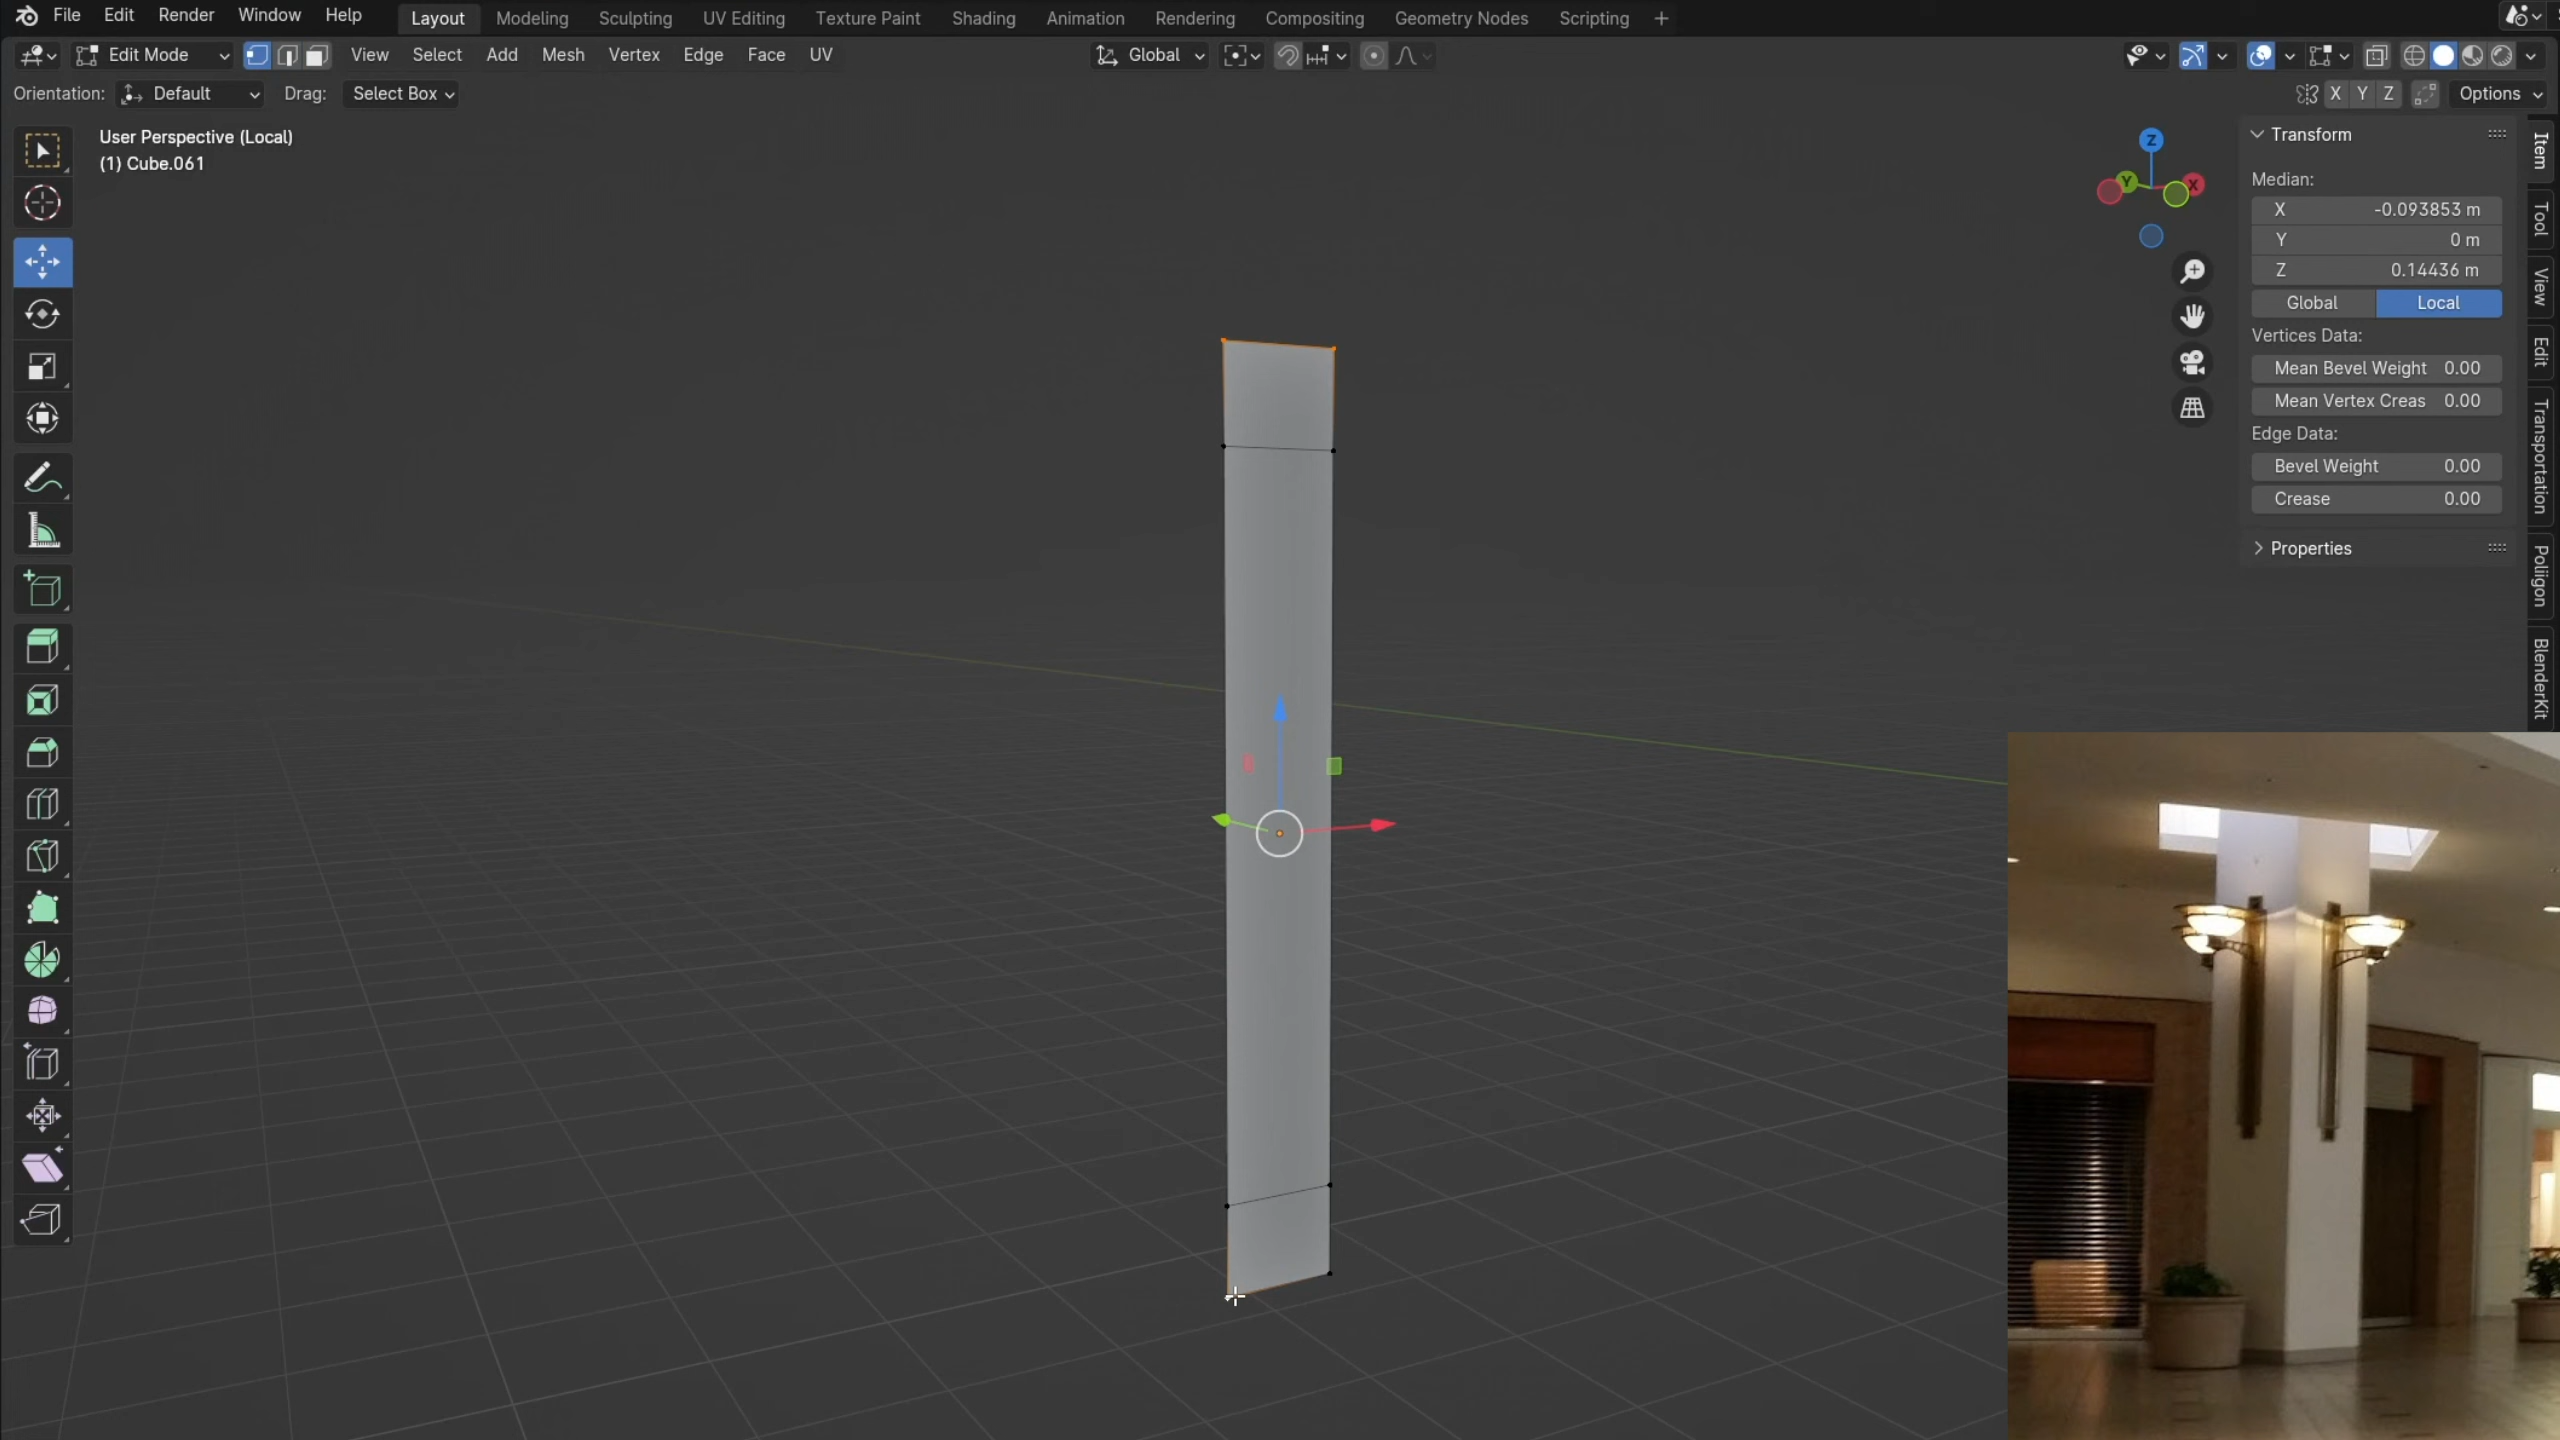 File Edit Render Window Help Layout Modeling Sculpting UV Editing Texture Paint Shading Animation Rendering Compositing Geometry Nodes Scripting +
Edit Mode View Select Add Mesh Vertex Edge Face UV Global
Orientation: Default Drag: Select Box X Y Z Options
User Perspective (Local)
(1) Cube.061
Z
Y
X
Transform
Median:
X -0.093853 m
Y 0 m
Z 0.14436 m
Global Local
Vertices Data:
Mean Bevel Weight 0.00
Mean Vertex Creas 0.00
Edge Data:
Bevel Weight 0.00
Crease 0.00
Properties
Item
Tool
View
Edit
Transportation
Poliigon
BlenderKit